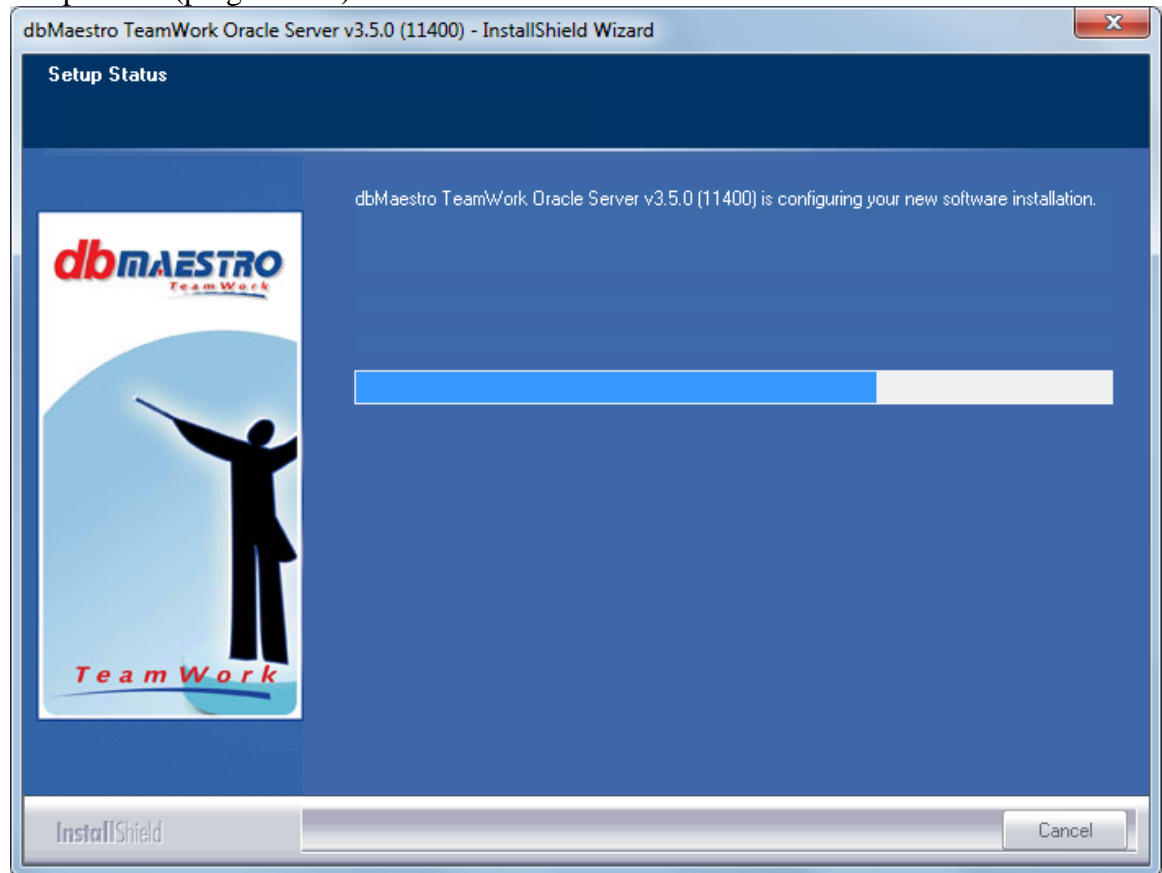 dbMaestro TeamWork Oracle Server v3.5.0 (11400) - InstallShield Wizard
Setup Status
dbMaestro TeamWork Oracle Server v3.5.0 (11400) is configuring your new software installation.
dbMAESTRO
TeamWork
TeamWork
InstallShield
Cancel